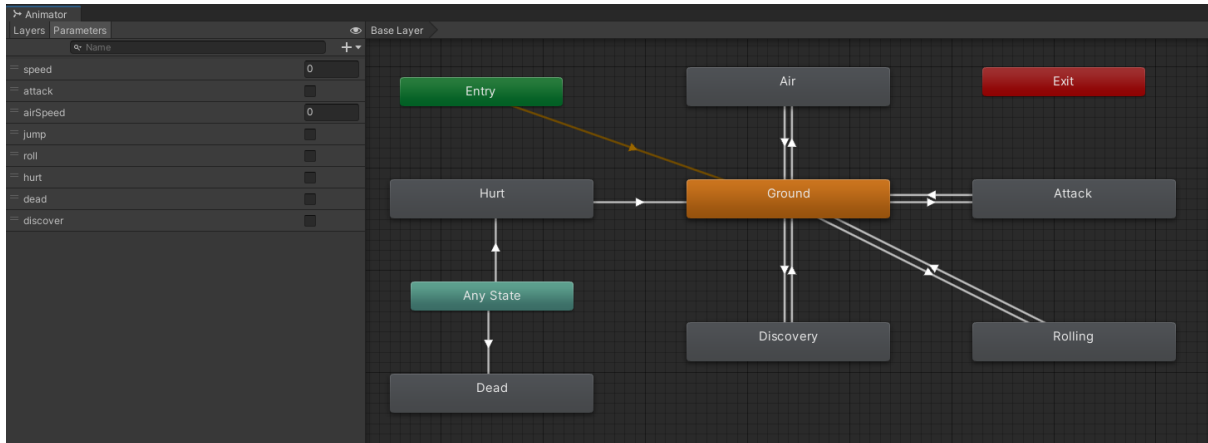 Animator
Layers Parameters
Base Layer
Name
speed 0
attack
airSpeed 0
jump
roll
hurt
dead
discover
Entry
Air
Exit
Hurt
Ground
Attack
Any State
Discovery
Rolling
Dead